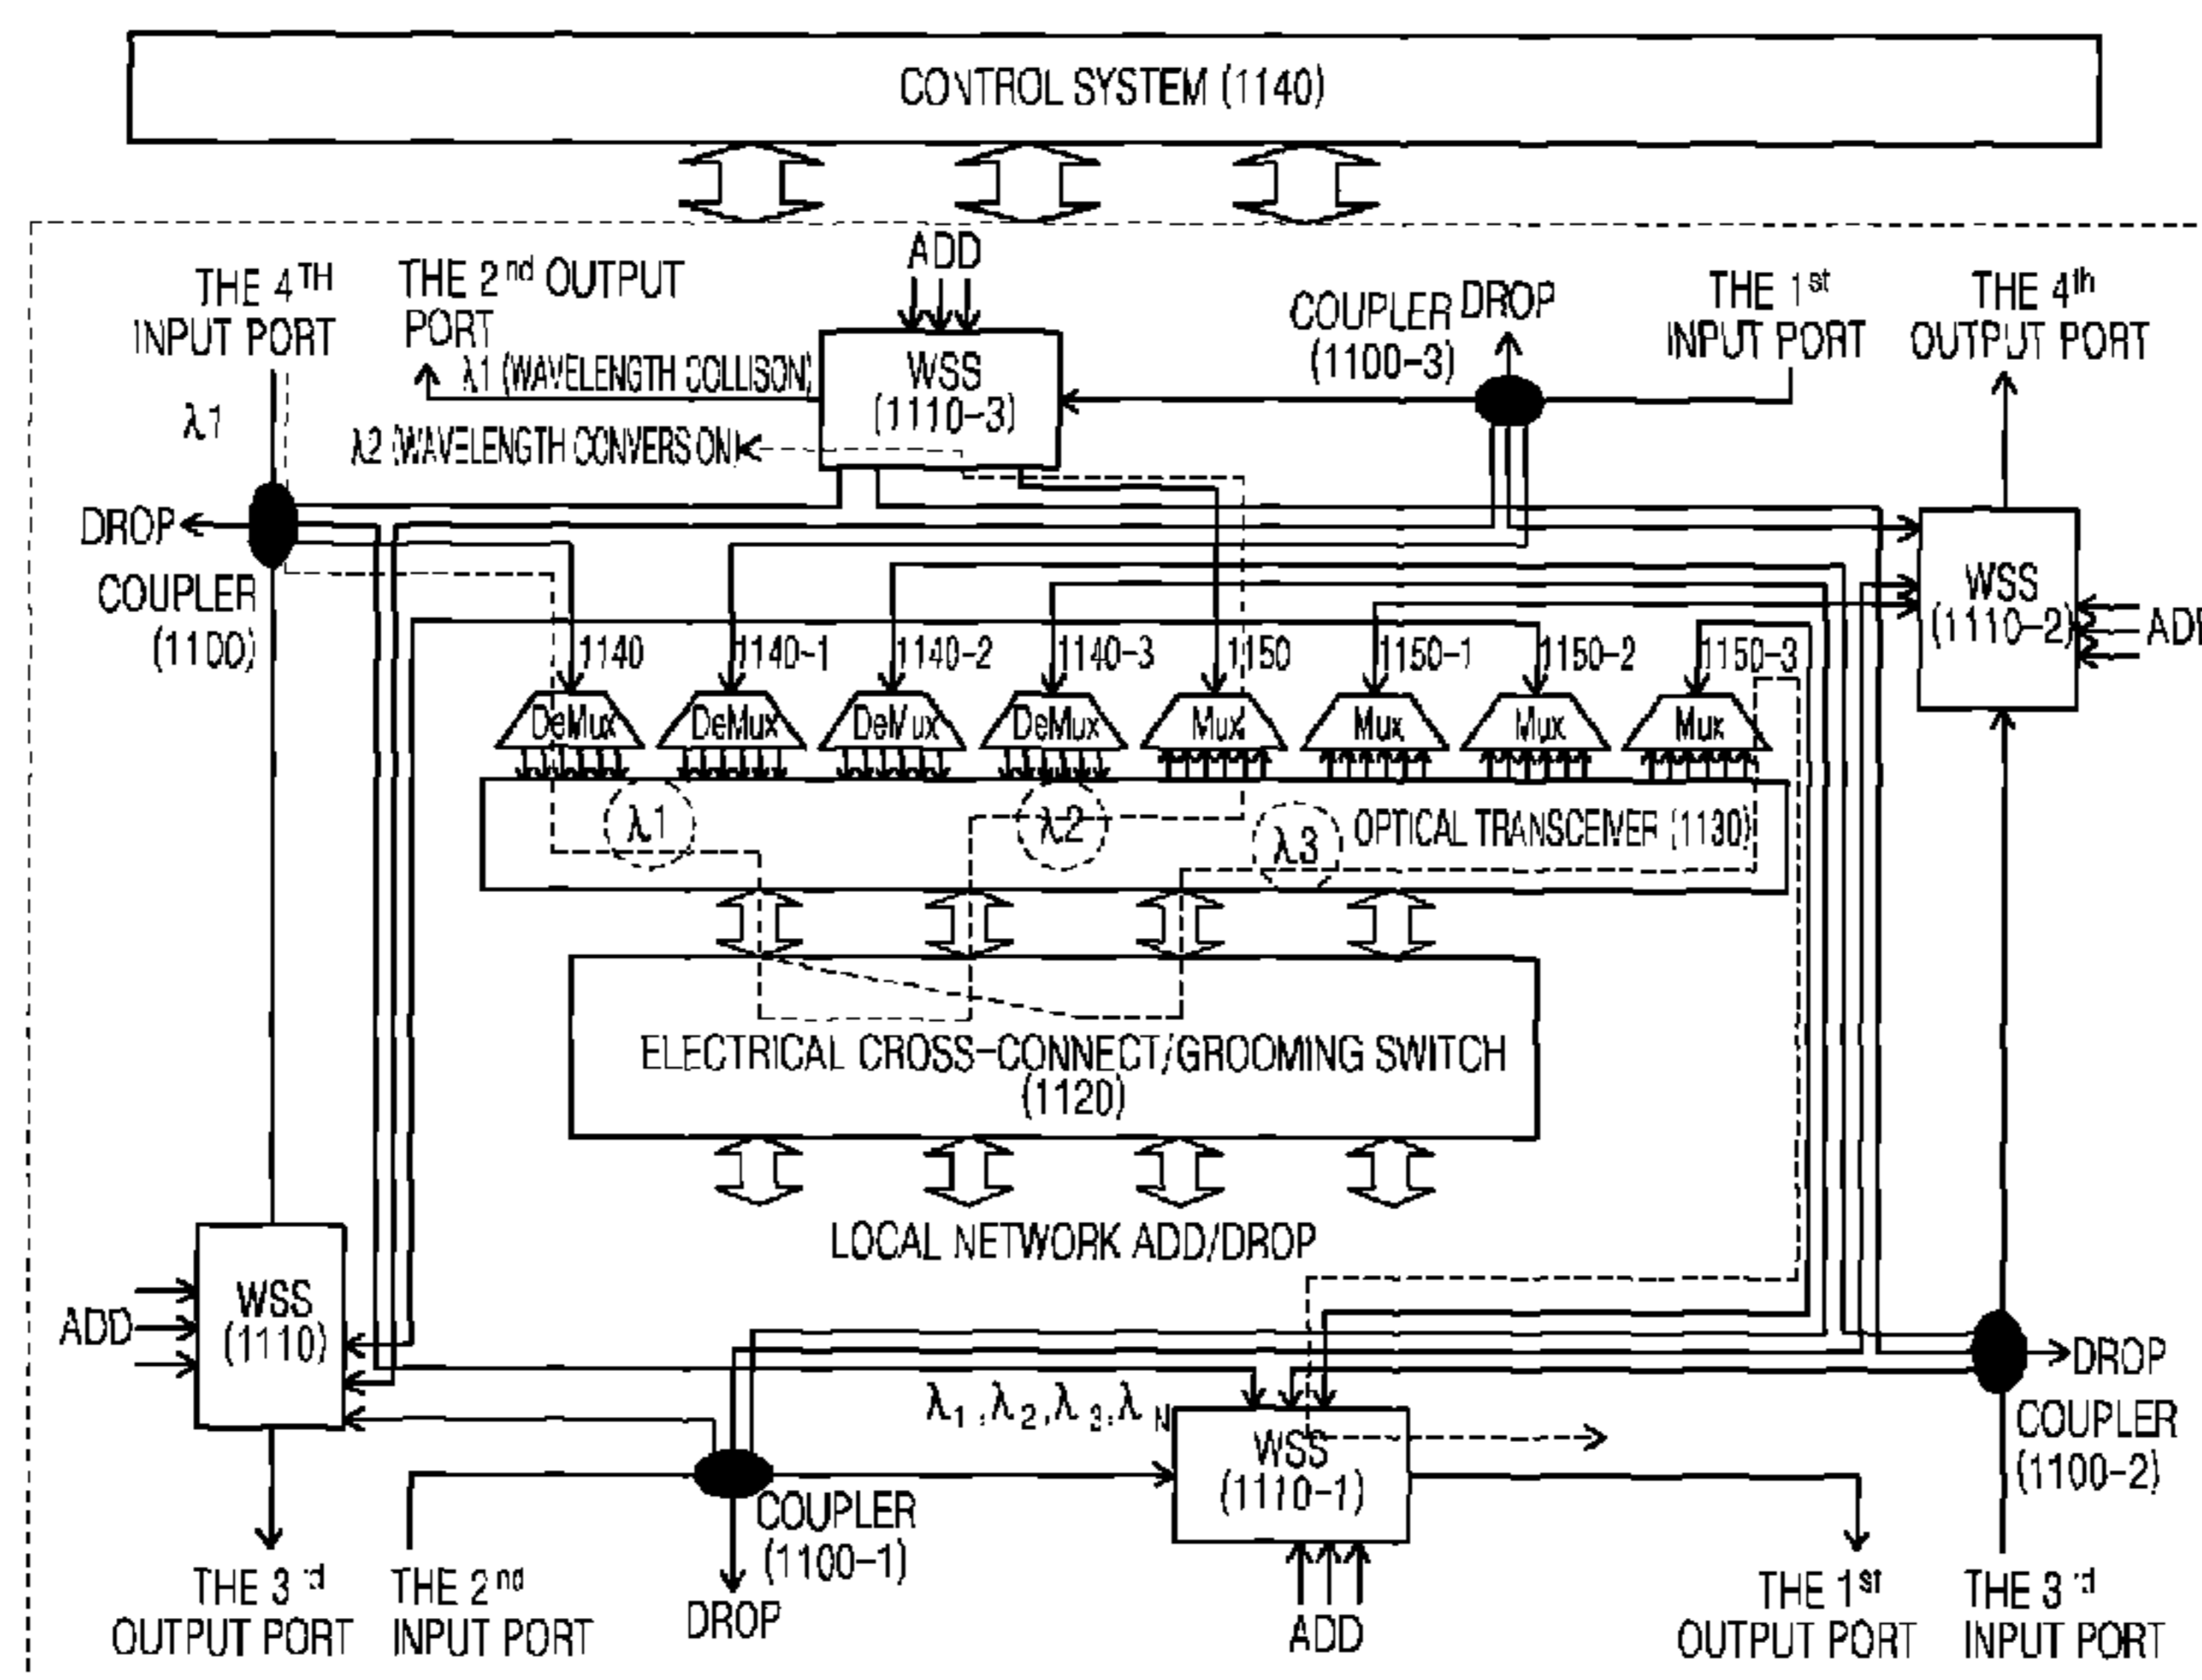 CONTROL SYSTEM (1140)
ADD
THE 4TH
INPUT PORT
THE 2nd OUTPUT
PORT
COUPLER
(1100-3)
DROP
THE 1st
INPUT PORT
THE 4th
OUTPUT PORT
λ1 (WAVELENGTH COLLISON)
WSS
(1110-3)
λ1
λ2 (WAVELENGTH CONVERSION)
DROP
COUPLER
(1100)
WSS
(1110-2)
ADD
1140
1140-1
1140-2
1140-3
1150
1150-1
1150-2
1150-3
DeMux
DeMux
DeMux
DeMux
Mux
Mux
Mux
Mux
λ1
λ2
λ3
OPTICAL TRANSCEIVER (1130)
ELECTRICAL CROSS-CONNECT/GROOMING SWITCH
(1120)
LOCAL NETWORK ADD/DROP
WSS
(1110)
ADD
DROP
COUPLER
(1100-2)
λ1,λ2,λ3,λN
WSS
(1110-1)
COUPLER
(1100-1)
DROP
ADD
THE 3rd
OUTPUT PORT
THE 2nd
INPUT PORT
THE 1st
OUTPUT PORT
THE 3rd
INPUT PORT